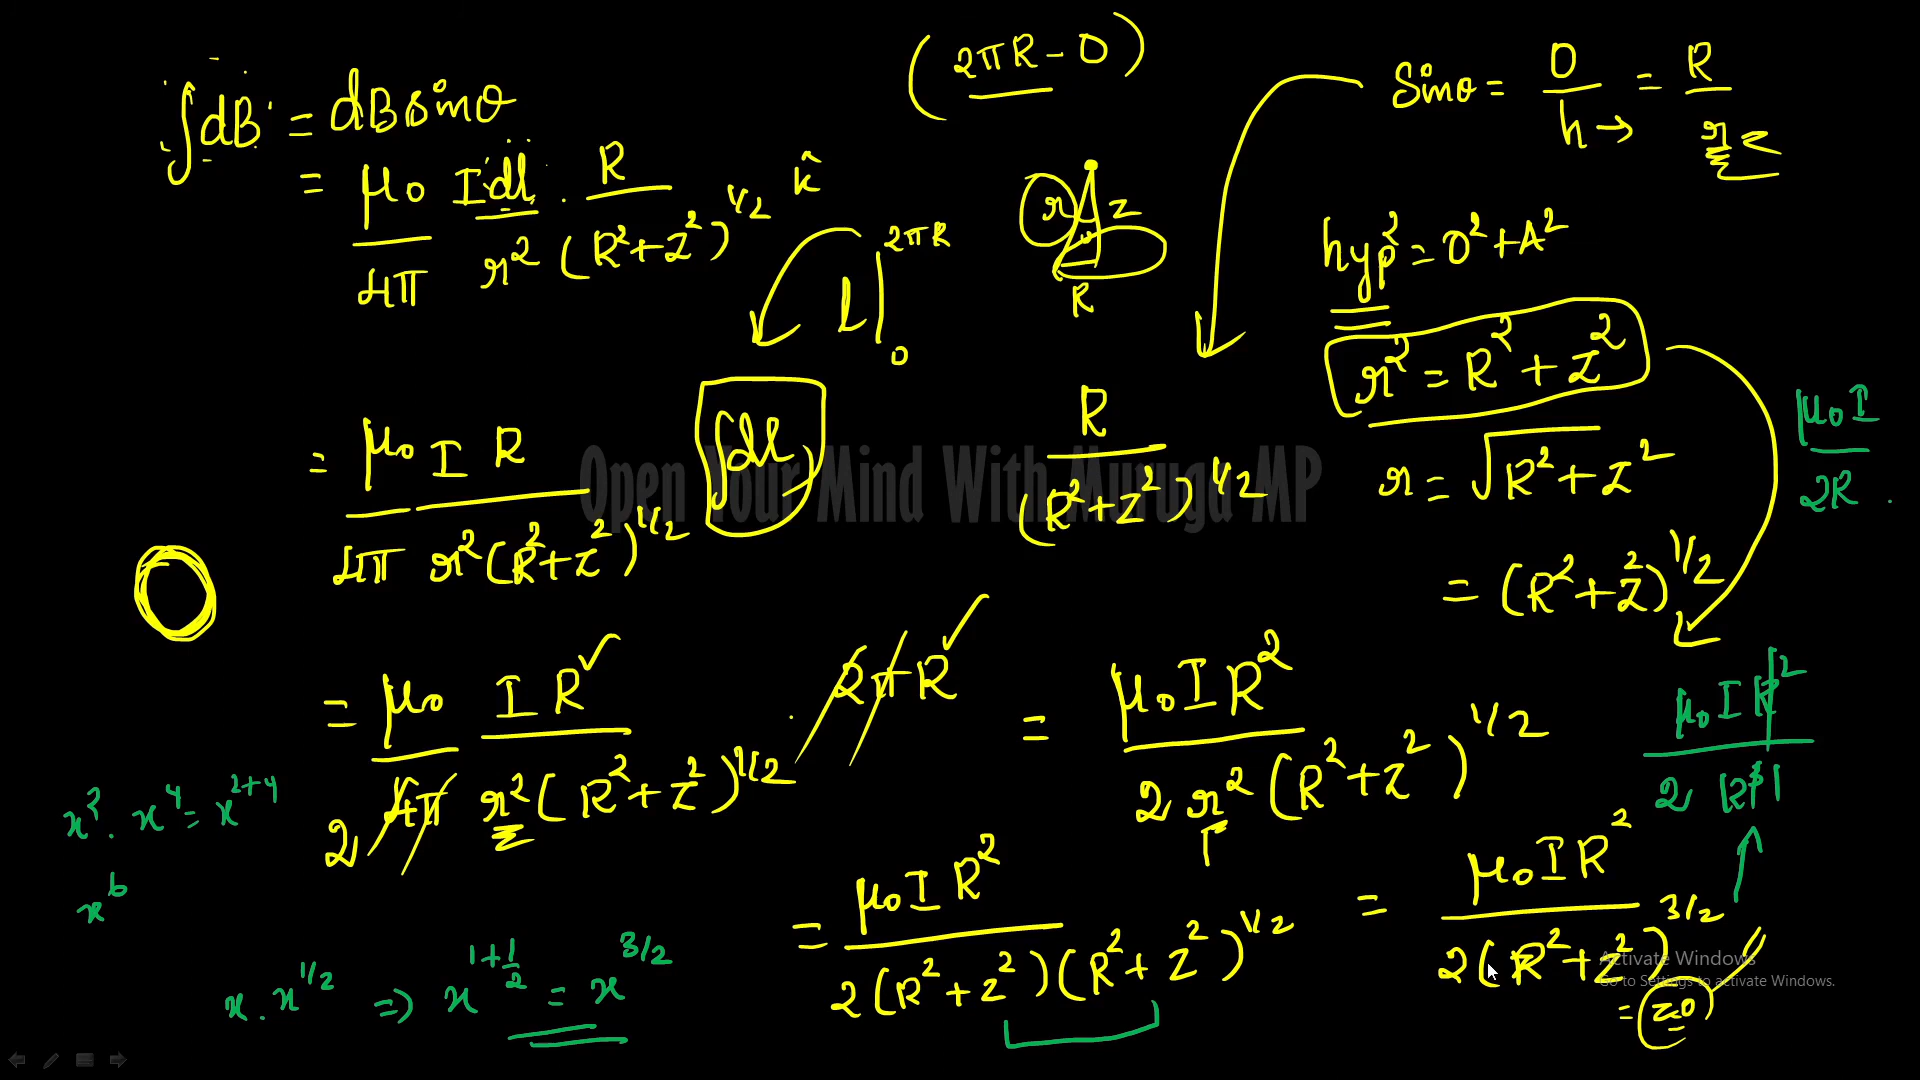 ∫dB = dB sinθ
= μ₀/4π I dl/r² . R/(R²+Z²)^1/2 k̂
(2πR - 0)
Sinθ = O/h → = R/r
r Z
R
l |₀ 2πR
hyp² = O² + A²
r² = R² + Z²
r = √R² + Z²
= (R² + Z²)^1/2
= μ₀ I R / 4π r² (R² + Z²)^1/2 ∫dl
R / (R² + Z²)^1/2
μ₀ I / 2R
Open Your Mind With Muruga MP
= μ₀/4π I R / r² (R² + Z²)^1/2 . 2πR
2
= μ₀ I R² / 2 r² (R² + Z²)^1/2
μ₀ I R² / 2 R³
= μ₀ I R² / 2 (R² + Z²)(R² + Z²)^1/2
= μ₀ I R² / 2 (R² + Z²)^3/2
= z=0
x² . x⁴ = x^2+4
x⁶
x . x^1/2 ⇒ x^1+1/2 = x^3/2
Activate Windows
Go to Settings to activate Windows.